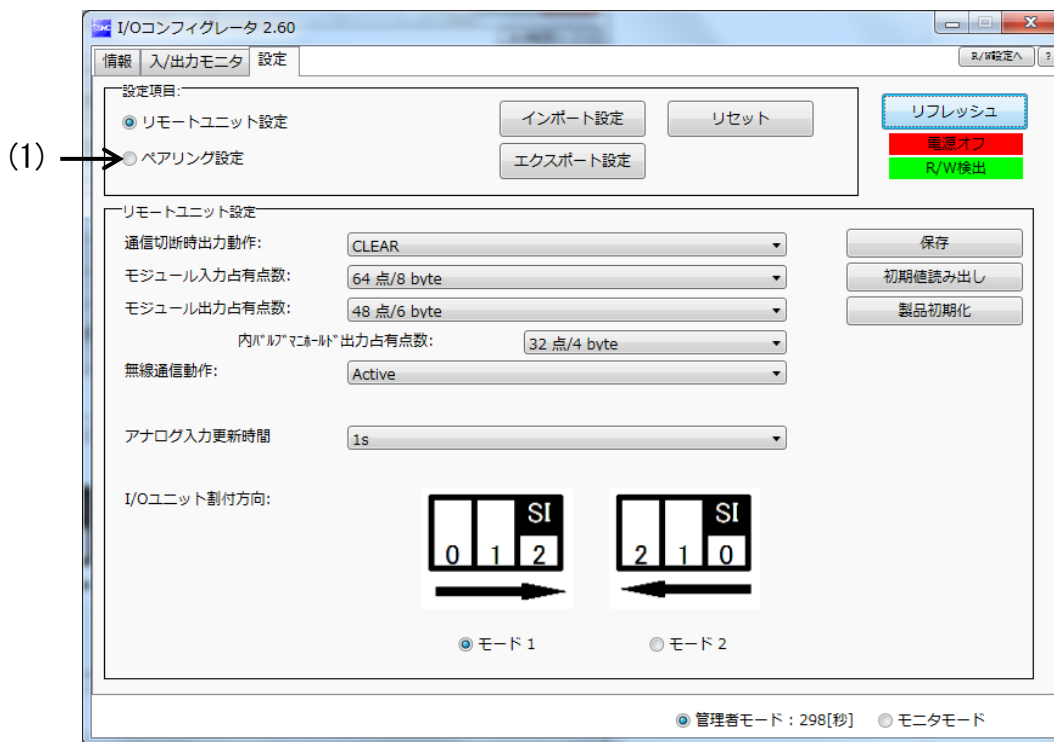 I/Oコンフィグレータ 2.60
情報 入/出力モニタ 設定 R/W設定へ ?
設定項目:
リモートユニット設定 インポート設定 リセット リフレッシュ
電源オフ
(1) ペアリング設定 エクスポート設定 R/W検出
リモートユニット設定
通信切断時出力動作: CLEAR 保存
モジュール入力占有点数: 64 点/8 byte 初期値読み出し
モジュール出力占有点数: 48 点/6 byte 製品初期化
内ﾊﾞﾙﾌﾞﾏﾆﾎｰﾙﾄﾞ出力占有点数: 32 点/4 byte
無線通信動作: Active
アナログ入力更新時間 1s
I/Oユニット割付方向:
SI SI
0 1 2 2 1 0
モード 1 モード 2
管理者モード : 298[秒] モニタモード